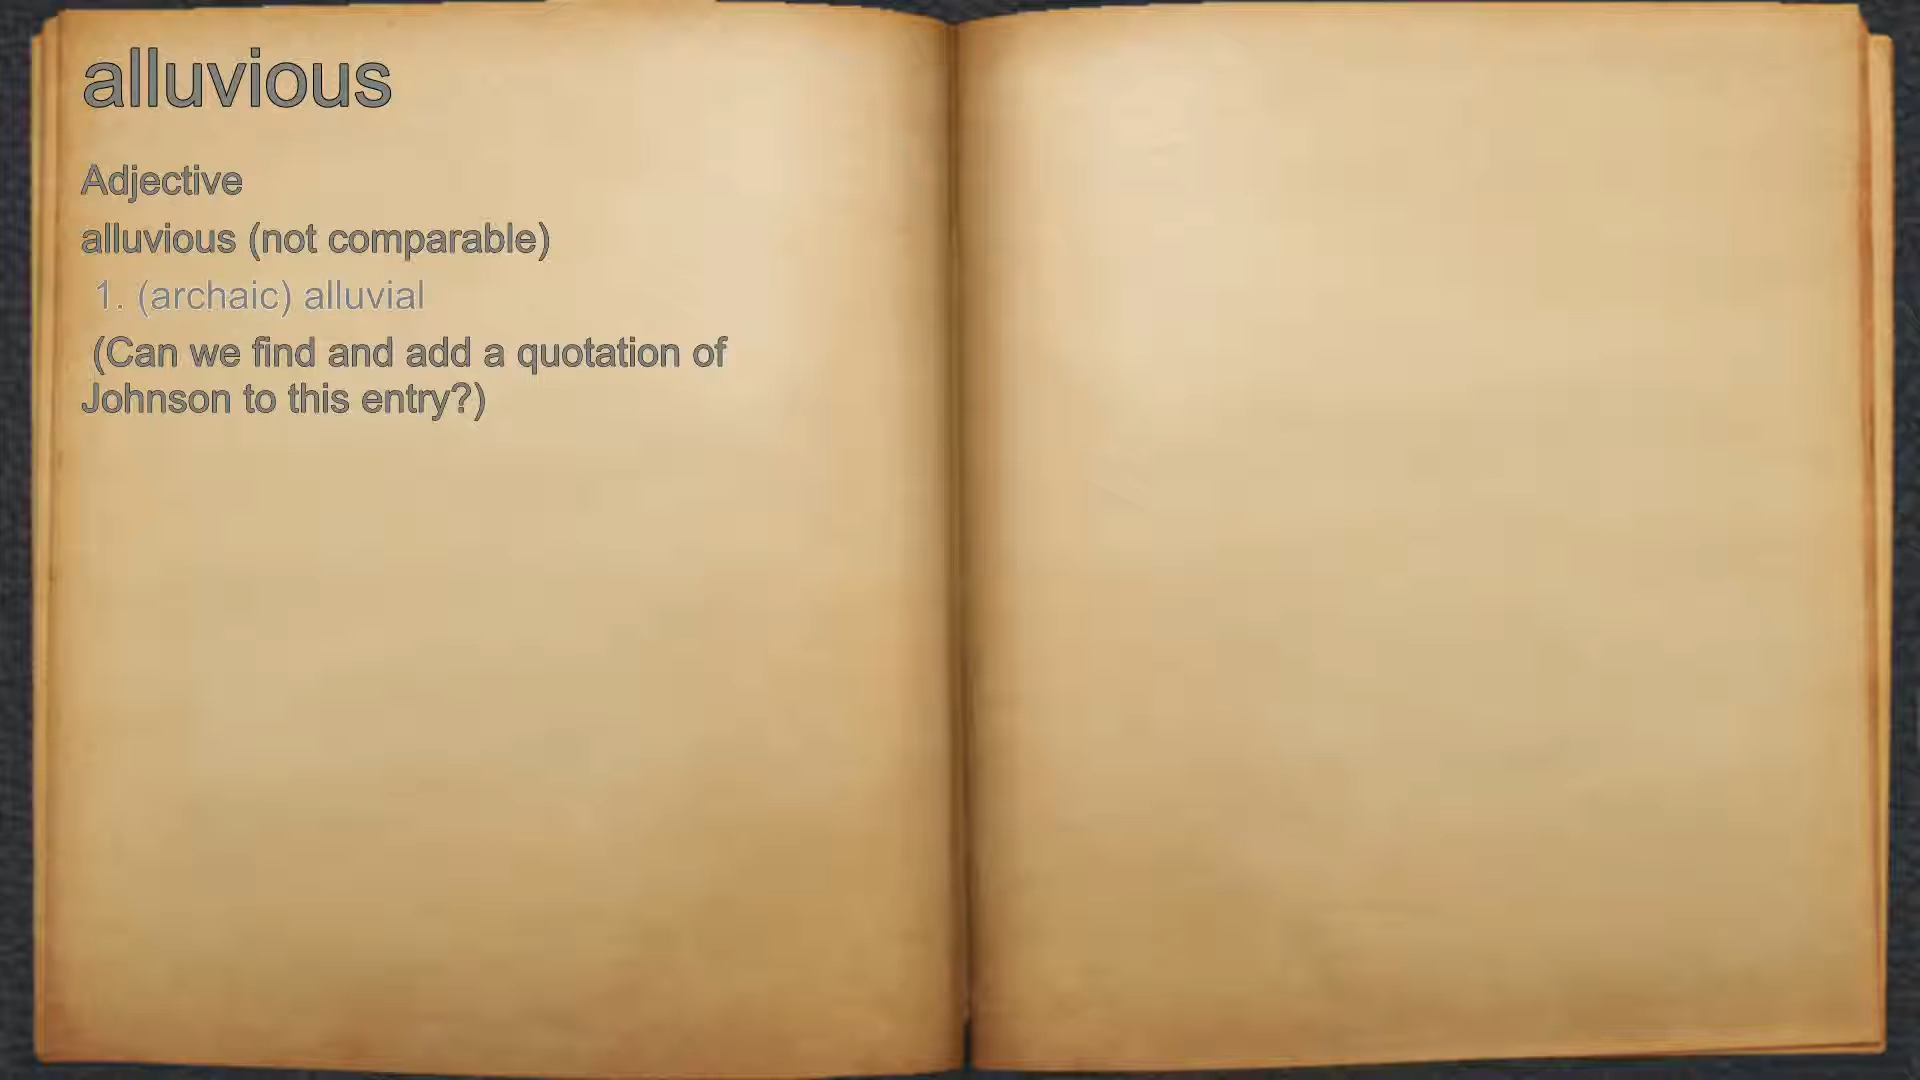 alluvious
Adjective
alluvious (not comparable)
1. (archaic) alluvial
(Can we find and add a quotation of
Johnson to this entry?)